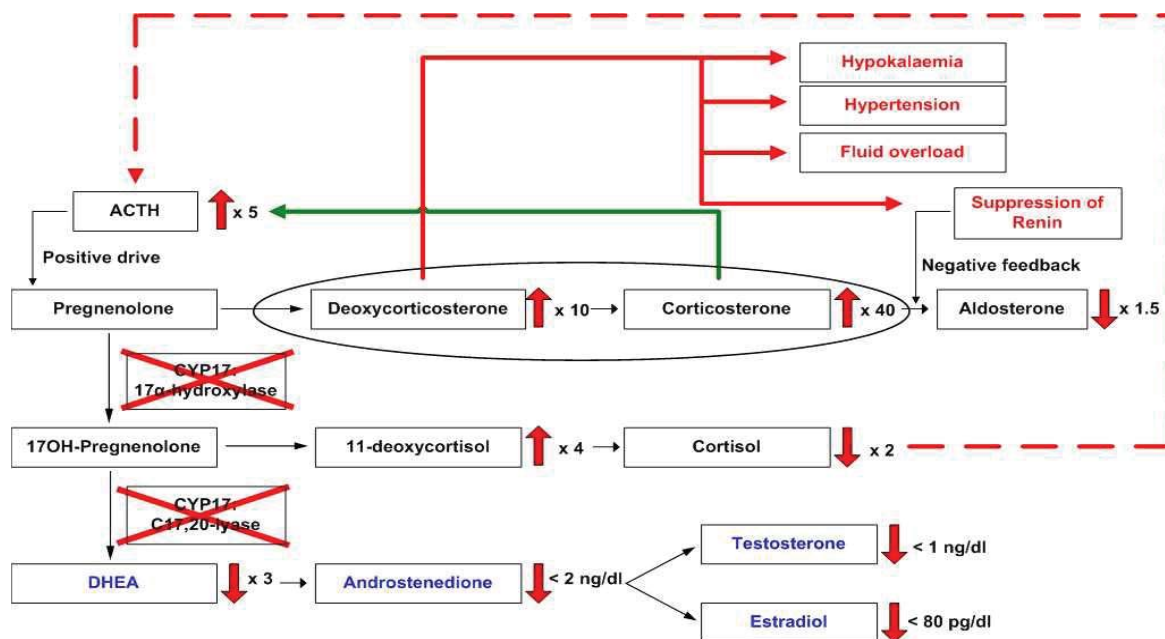 Hypokalaemia
Hypertension
Fluid overload
ACTH
x 5
Suppression of
Renin
Positive drive
Negative feedback
Pregnenolone
Deoxycorticosterone
x 10
Corticosterone
x 40
Aldosterone
x 1.5
CYP17:
17α-hydroxylase
17OH-Pregnenolone
11-deoxycortisol
x 4
Cortisol
x 2
CYP17:
C17,20-lyase
DHEA
x 3
Androstenedione
< 2 ng/dl
Testosterone
< 1 ng/dl
Estradiol
< 80 pg/dl